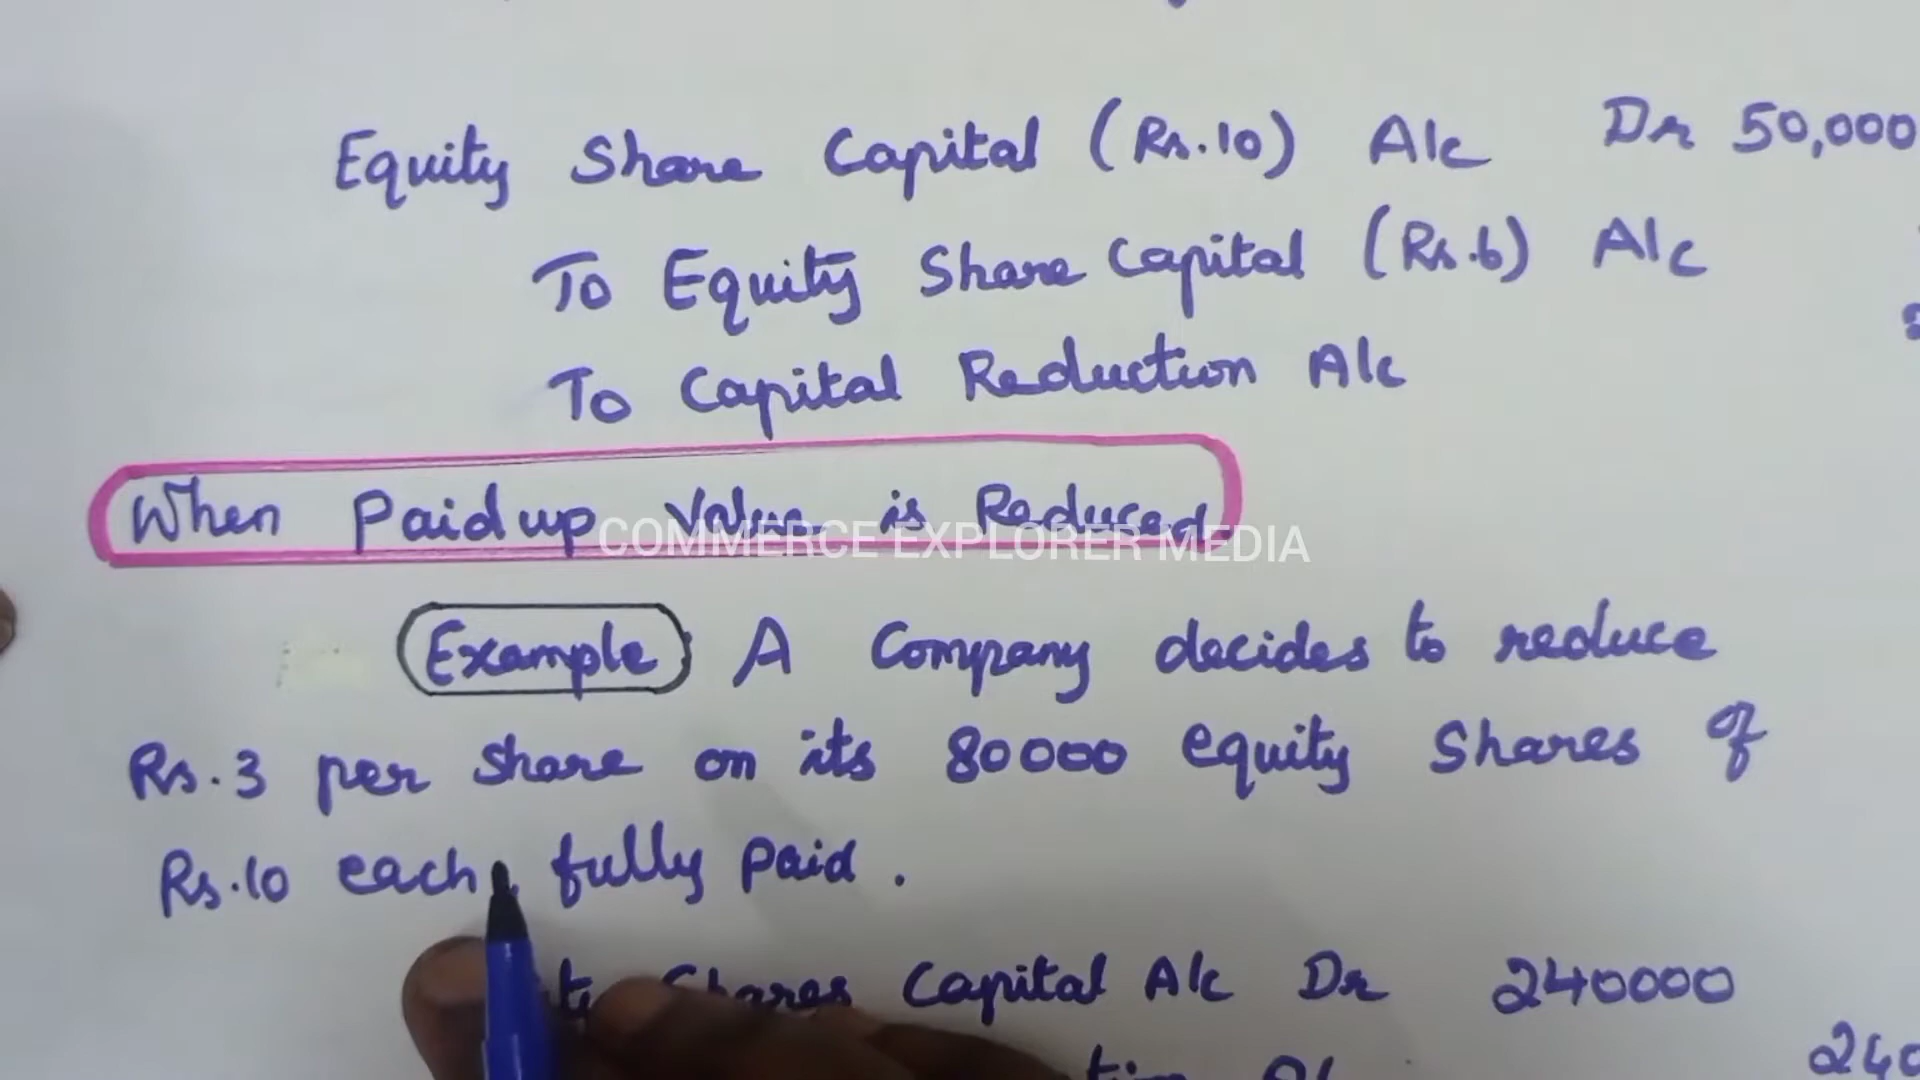 Equity Share Capital (Rs.10) A/c Dr 50,000
To Equity Share Capital (Rs.6) A/c
To Capital Reduction A/c
When Paidup Value is Reduced
COMMERCE EXPLORER MEDIA
Example A Company decides to reduce
Rs.3 per share on its 80000 equity Shares of
Rs.10 each, fully paid.
Shares Capital A/c Dr 240000